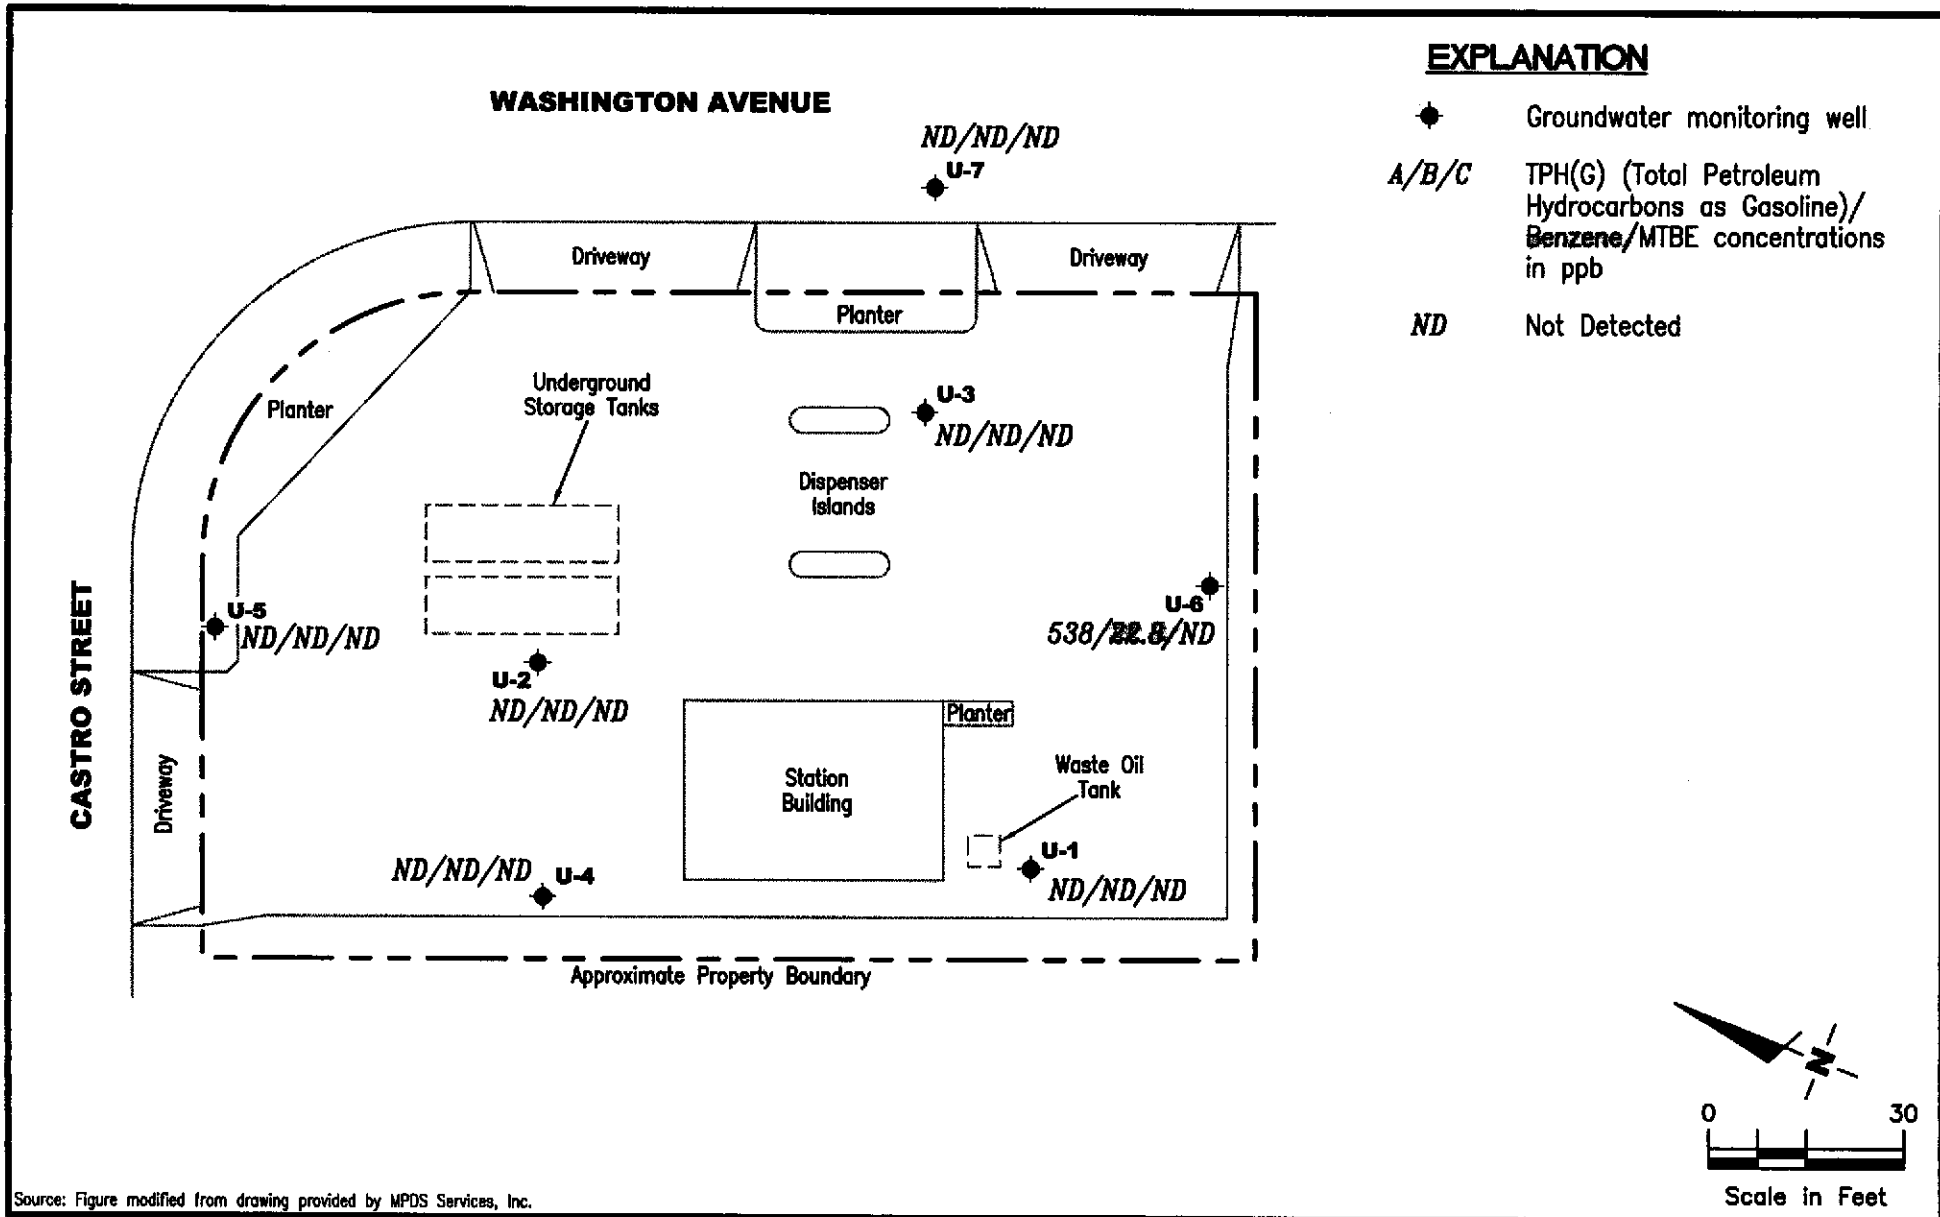 EXPLANATION
WASHINGTON AVENUE
Groundwater monitoring well
ND/ND/ND
U-7
A/B/C
TPH(G) (Total Petroleum
Hydrocarbons as Gasoline)/
Benzene/MTBE concentrations
in ppb
Driveway
Driveway
Planter
ND
Not Detected
Underground
Storage Tanks
Planter
U-3
ND/ND/ND
Dispenser
Islands
U-5
ND/ND/ND
U-6
538/ /ND
CASTRO STREET
U-2
ND/ND/ND
Planter
Driveway
Station
Building
Waste Oil
Tank
ND/ND/ND
U-4
U-1
ND/ND/ND
Approximate Property Boundary
N
0
30
Scale in Feet
Source: Figure modified from drawing provided by MPDS Services, Inc.